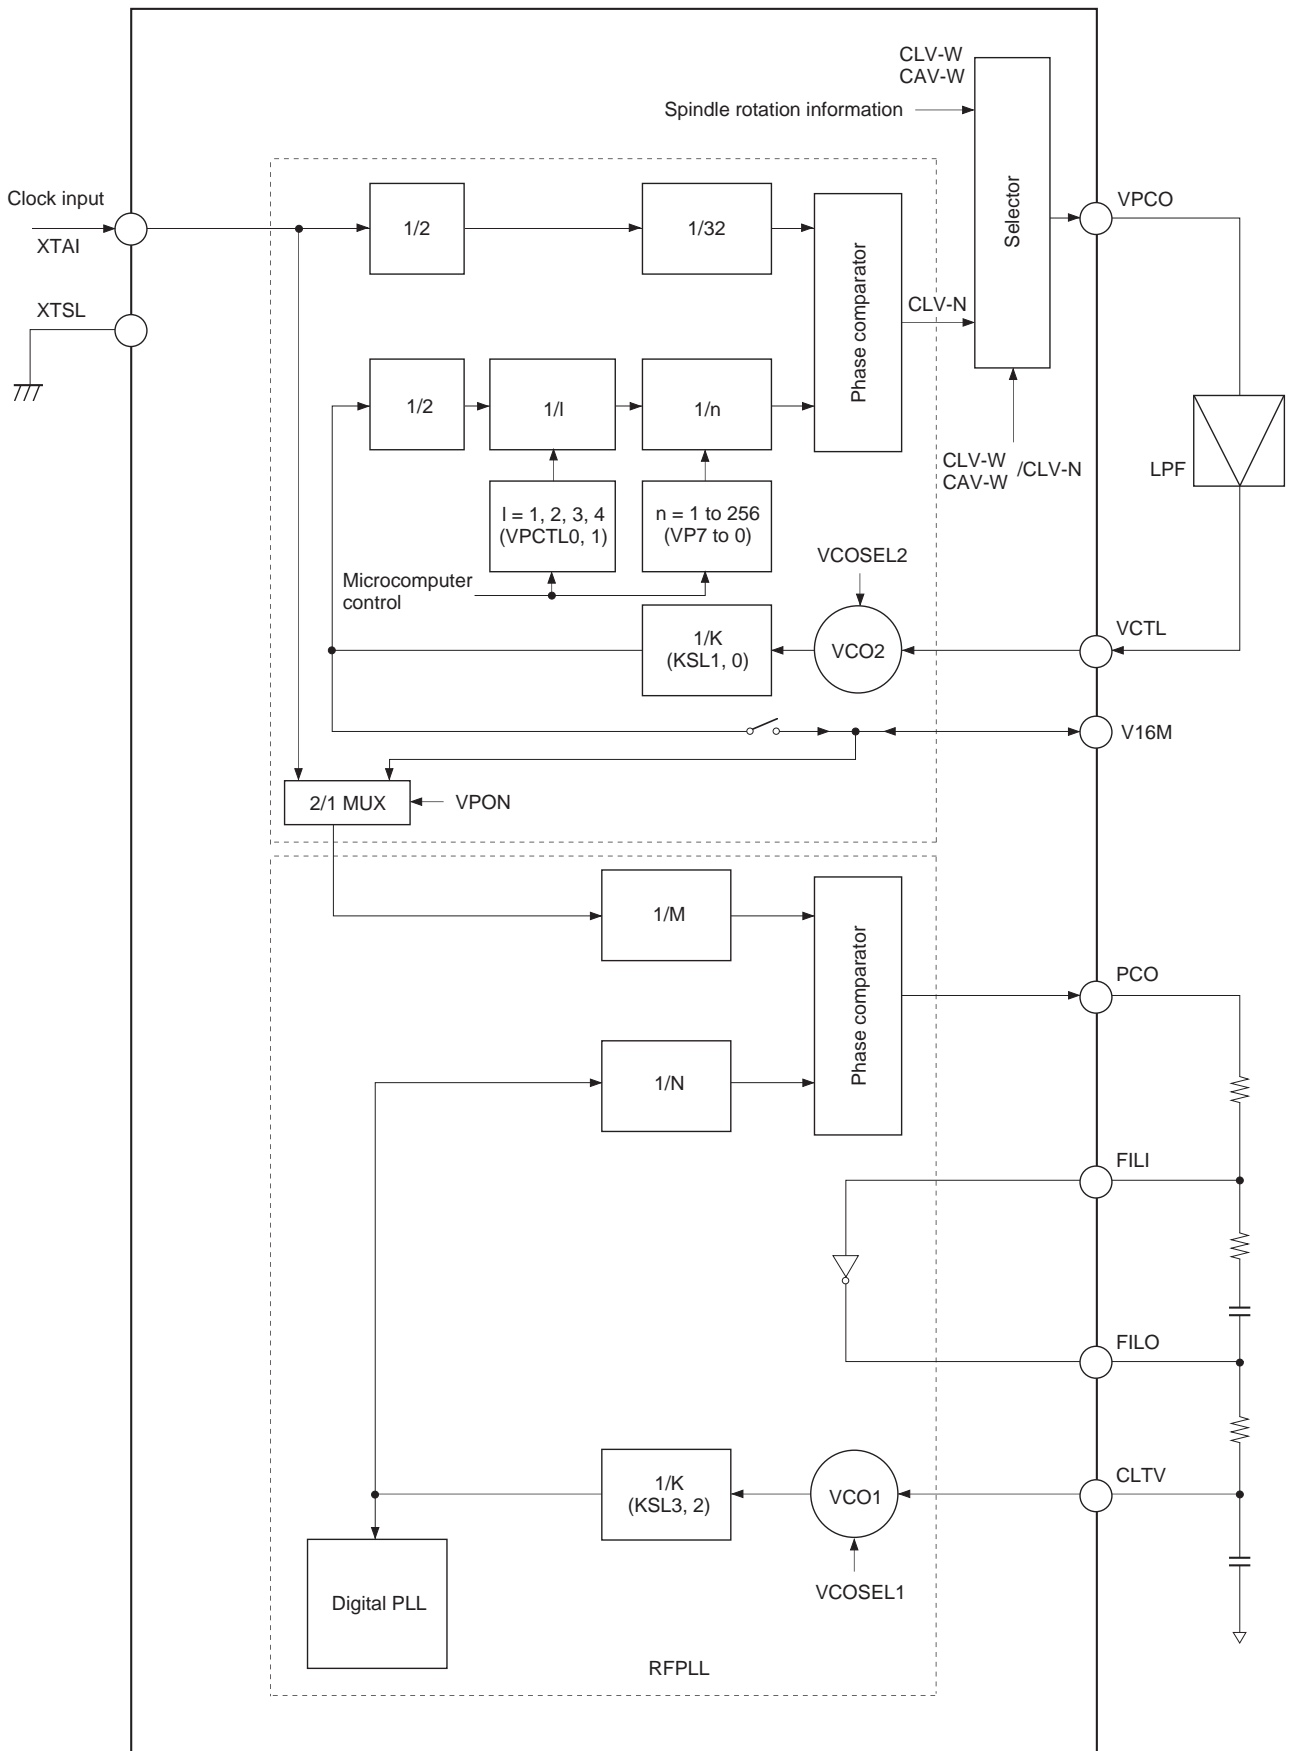 CLV-W
CAV-W
Spindle rotation information
Selector
Clock input
XTAI
XTSL
1/2
1/32
Phase comparator
CLV-N
VPCO
1/2
1/l
1/n
l = 1, 2, 3, 4
(VPCTL0, 1)
n = 1 to 256
(VP7 to 0)
CLV-W
CAV-W
/CLV-N
LPF
Microcomputer
control
VCOSEL2
1/K
(KSL1, 0)
VCO2
VCTL
V16M
2/1 MUX
VPON
1/M
Phase comparator
PCO
1/N
FILI
FILO
1/K
(KSL3, 2)
VCO1
CLTV
VCOSEL1
Digital PLL
RFPLL